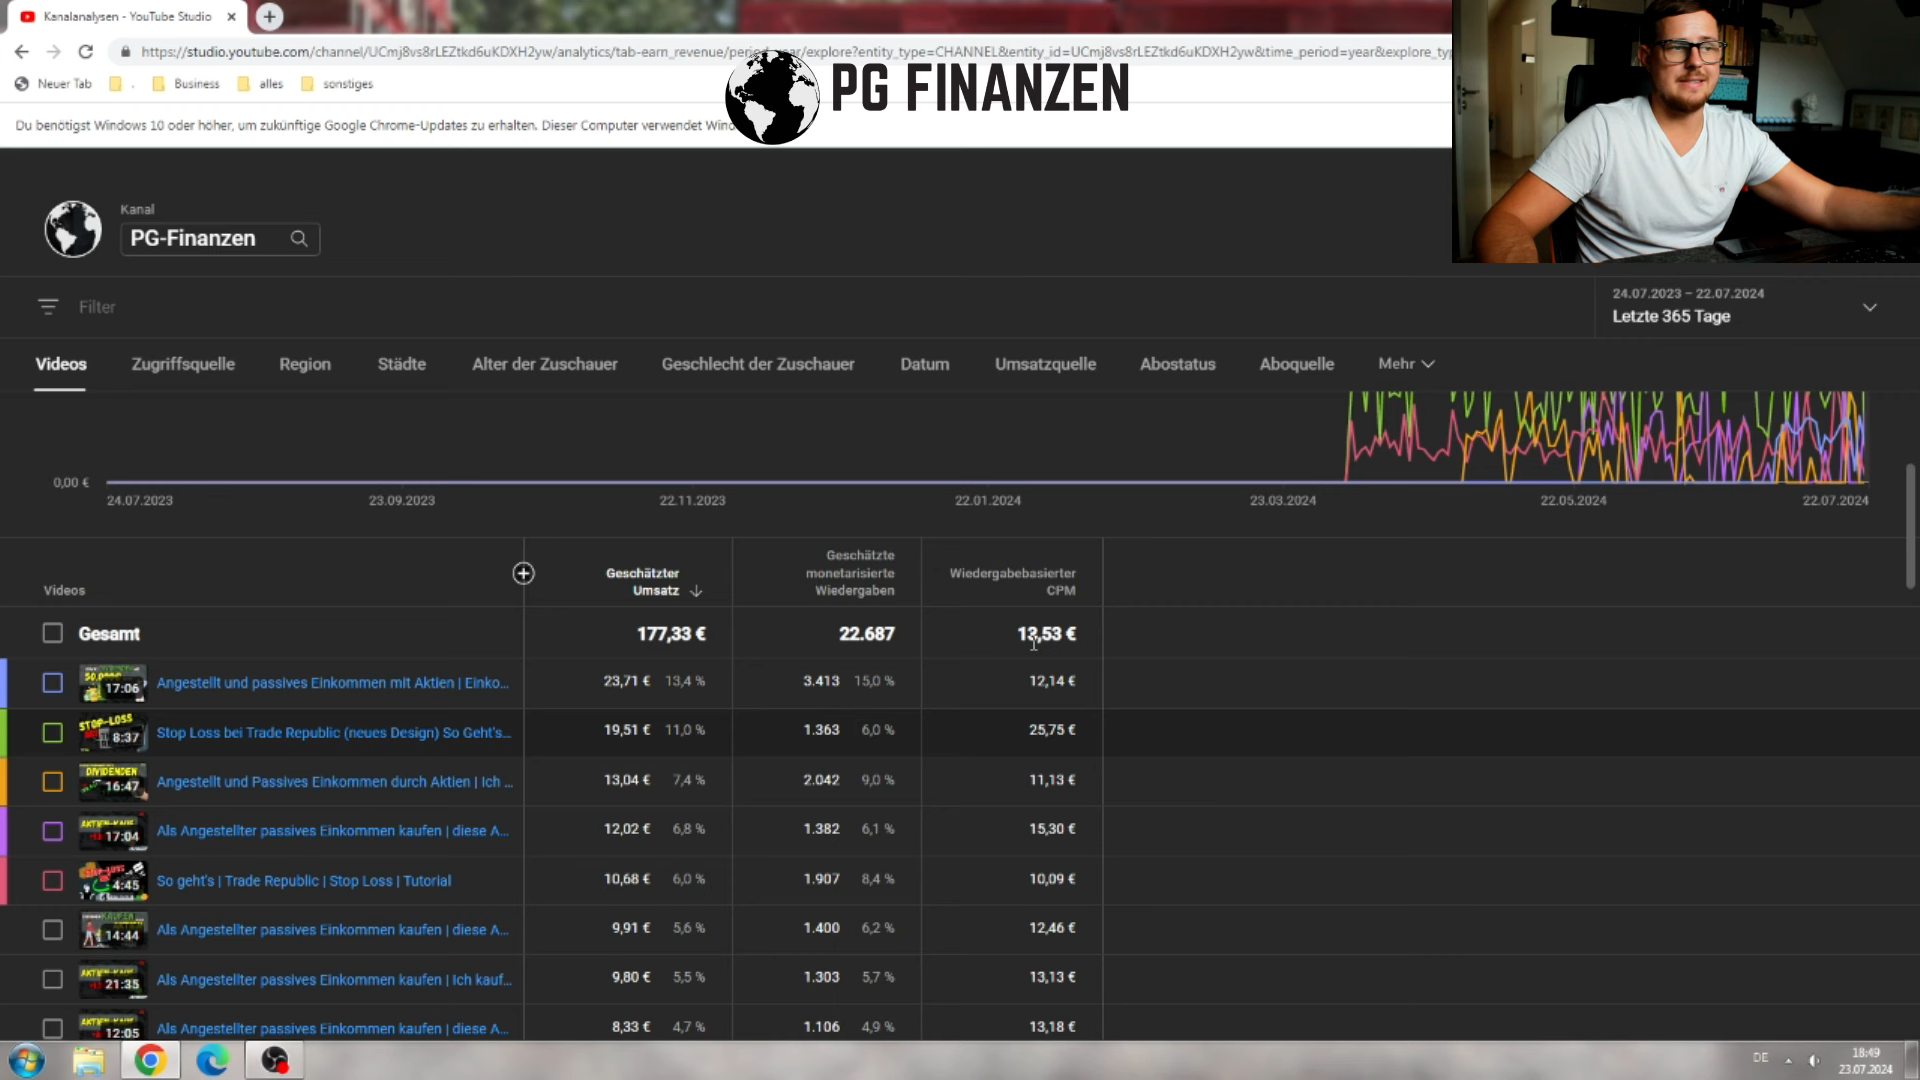 Kanalanalysen - YouTube Studio
https://studio.youtube.com/channel/UCmj8vs8rLEZtkd6uKDXH2yw/analytics/tab-earn_revenue/period-year/explore?entity_type=CHANNEL&entity_id=UCmj8vs8rLEZtkd6uKDXH2yw&time_period=year&explore_ty
Neuer Tab . Business alles sonstiges
PG FINANZEN
Du benötigst Windows 10 oder höher, um zukünftige Google Chrome-Updates zu erhalten. Dieser Computer verwendet Wind
Kanal
PG-Finanzen
Filter
24.07.2023 – 22.07.2024
Letzte 365 Tage
Videos Zugriffsquelle Region Städte Alter der Zuschauer Geschlecht der Zuschauer Datum Umsatzquelle Abostatus Aboquelle Mehr
0,00 €
24.07.2023 23.09.2023 22.11.2023 22.01.2024 23.03.2024 22.05.2024 22.07.2024
Videos
Geschätzter
Umsatz
Geschätzte
monetarisierte
Wiedergaben
Wiedergabebasierter
CPM
Gesamt 177,33 € 22.687 13,53 €
17:06 Angestellt und passives Einkommen mit Aktien | Einko... 23,71 € 13,4 % 3.413 15,0 % 12,14 €
STOP-LOSS
8:37 Stop Loss bei Trade Republic (neues Design) So Geht's... 19,51 € 11,0 % 1.363 6,0 % 25,75 €
DIVIDENDEN
16:47 Angestellt und Passives Einkommen durch Aktien | Ich ... 13,04 € 7,4 % 2.042 9,0 % 11,13 €
17:04 Als Angestellter passives Einkommen kaufen | diese A... 12,02 € 6,8 % 1.382 6,1 % 15,30 €
4:45 So geht's | Trade Republic | Stop Loss | Tutorial 10,68 € 6,0 % 1.907 8,4 % 10,09 €
KAUFEN
14:44 Als Angestellter passives Einkommen kaufen | diese A... 9,91 € 5,6 % 1.400 6,2 % 12,46 €
21:35 Als Angestellter passives Einkommen kaufen | Ich kauf... 9,80 € 5,5 % 1.303 5,7 % 13,13 €
12:05 Als Angestellter passives Einkommen kaufen | diese A... 8,33 € 4,7 % 1.106 4,9 % 13,18 €
DE
18:49
23.07.2024